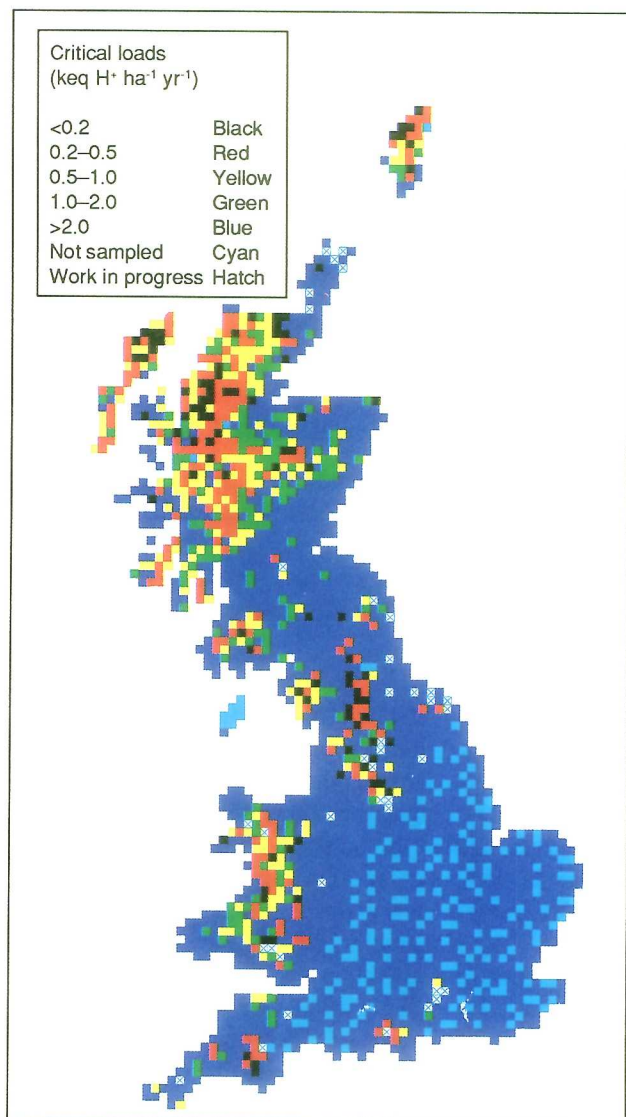 Critical loads
(keq H⁺ ha⁻¹ yr⁻¹)
<0.2 Black
0.2–0.5 Red
0.5–1.0 Yellow
1.0–2.0 Green
>2.0 Blue
Not sampled Cyan
Work in progress Hatch